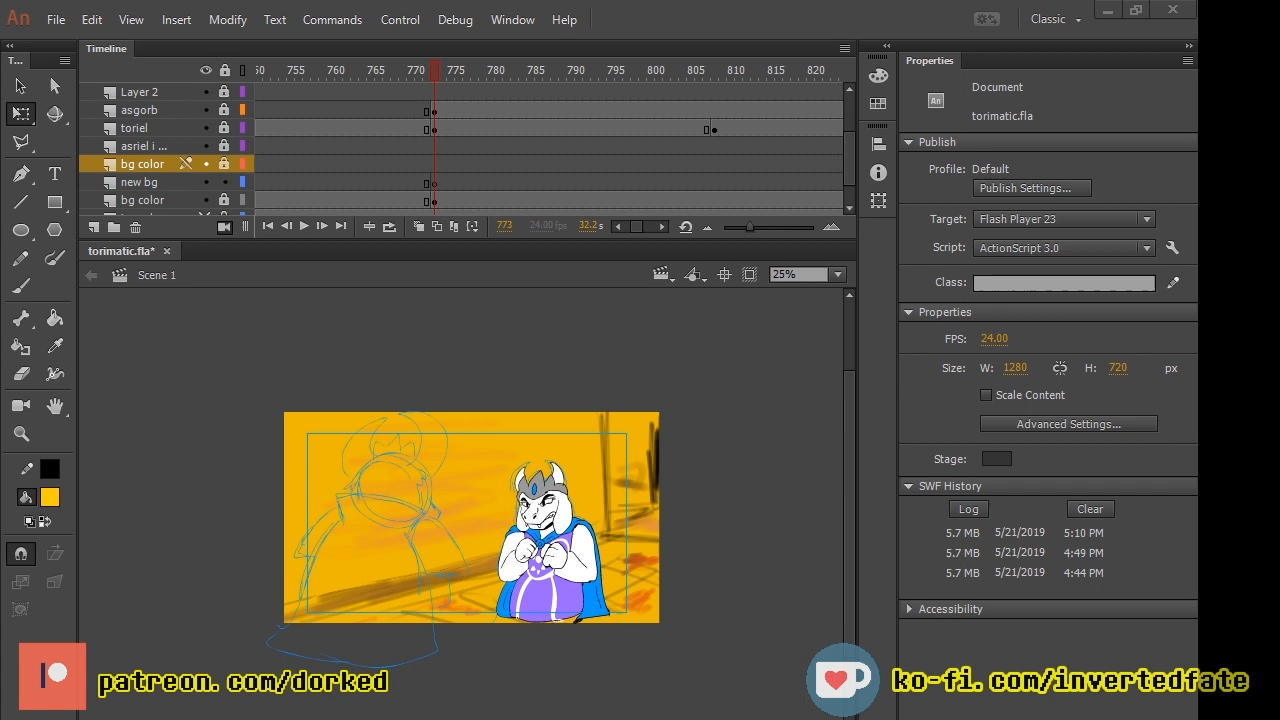 An File Edit View Insert Modify Text Commands Control Debug Window Help Classic
T... Timeline Properties
50 755 760 765 770 775 780 785 790 795 800 805 810 815 820
Layer 2
asgorb
toriel
asriel i ...
bg color
new bg
bg color
773 24.00 fps 32.2 s
torimatic.fla*
Scene 1 25%
Document
An
torimatic.fla
Publish
Profile: Default
Publish Settings...
Target: Flash Player 23
Script: ActionScript 3.0
Class:
Properties
FPS: 24.00
Size: W: 1280 H: 720 px
Scale Content
Advanced Settings...
Stage:
SWF History
Log Clear
5.7 MB 5/21/2019 5:10 PM
5.7 MB 5/21/2019 4:49 PM
5.7 MB 5/21/2019 4:44 PM
Accessibility
patreon.com/dorked
ko-fi.com/invertedfate